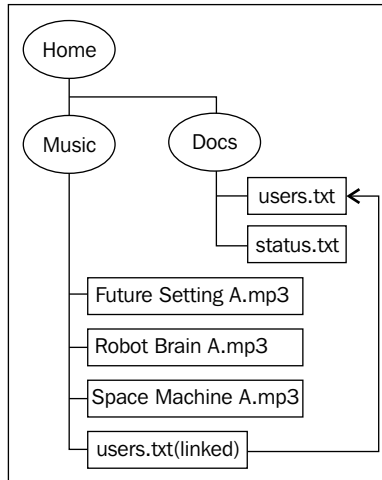 Home
Music
Docs
users.txt
status.txt
Future Setting A.mp3
Robot Brain A.mp3
Space Machine A.mp3
users.txt(linked)